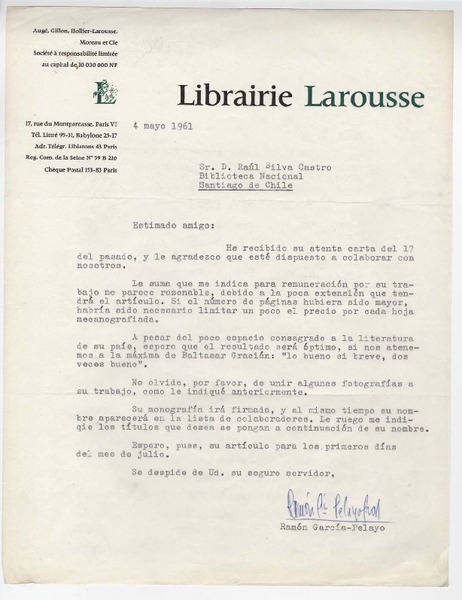 Augé, Gillon, Hollier-Larousse,
Moreau et Cie
Société à responsabilité limitée
au capital de 10 030 000 NF
Librairie Larousse
17, rue du Montparnasse, Paris VI
Tél. Littré 95-31, Babylone 25-17
Adr. Télégr. Liblarous 43 Paris
Reg. Com. de la Seine N° 59 B 210
Chèque Postal 153-83 Paris
4 mayo 1961
Sr. D. Raúl Silva Castro
Biblioteca Nacional
Santiago de Chile
Estimado amigo:
He recibido su atenta carta del 17
del pasado, y le agradezco que esté dispuesto a colaborar con
nosotros.
La suma que me indica para remuneración por su tra-
bajo me parece razonable, debido a la poca extensión que ten-
drá el artículo. Si el número de páginas hubiera sido mayor,
habría sido necesario limitar un poco el precio por cada hoja
mecanografiada.
A pesar del poco espacio consagrado a la literatura
de su país, espero que el resultado será óptimo, si nos atene-
mos a la máxima de Baltasar Gracián: "lo bueno si breve, dos
veces bueno".
No olvide, por favor, de unir algunas fotografías a
su trabajo, como le indiqué anteriormente.
Su monografía irá firmada, y al mismo tiempo su nom-
bre aparecerá en la lista de colaboradores. Le ruego me indi-
que los títulos que desea se pongan a continuación de su nombre.
Espero, pues, su artículo para los primeros días
del mes de julio.
Se despide de Ud. su seguro servidor,
Ramón García-Pelayo